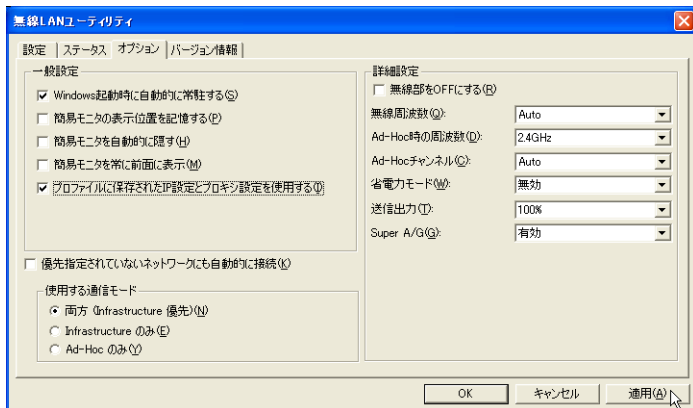 無線LANユーティリティ
設定 ステータス オプション バージョン情報
一般設定
Windows起動時に自動的に常駐する(S)
簡易モニタの表示位置を記憶する(P)
簡易モニタを自動的に隠す(H)
簡易モニタを常に前面に表示(M)
プロファイルに保存されたIP設定とプロキシ設定を使用する(I)
優先指定されていないネットワークにも自動的に接続(K)
使用する通信モード
両方 (Infrastructure 優先)(N)
Infrastructure のみ(E)
Ad-Hoc のみ(Y)
詳細設定
無線部をOFFにする(R)
無線周波数(Q): Auto
Ad-Hoc時の周波数(D): 2.4GHz
Ad-Hocチャンネル(C): Auto
省電力モード(W): 無効
送信出力(T): 100%
Super A/G(G): 有効
OK キャンセル 適用(A)